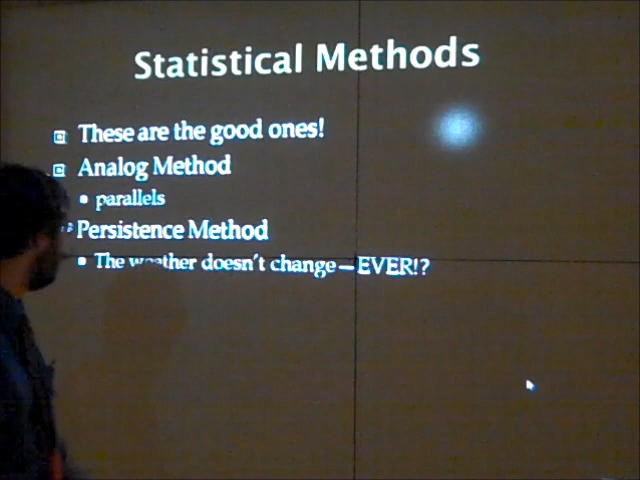 Statistical Methods
These are the good ones!
Analog Method
parallels
Persistence Method
The weather doesn't change—EVER!?